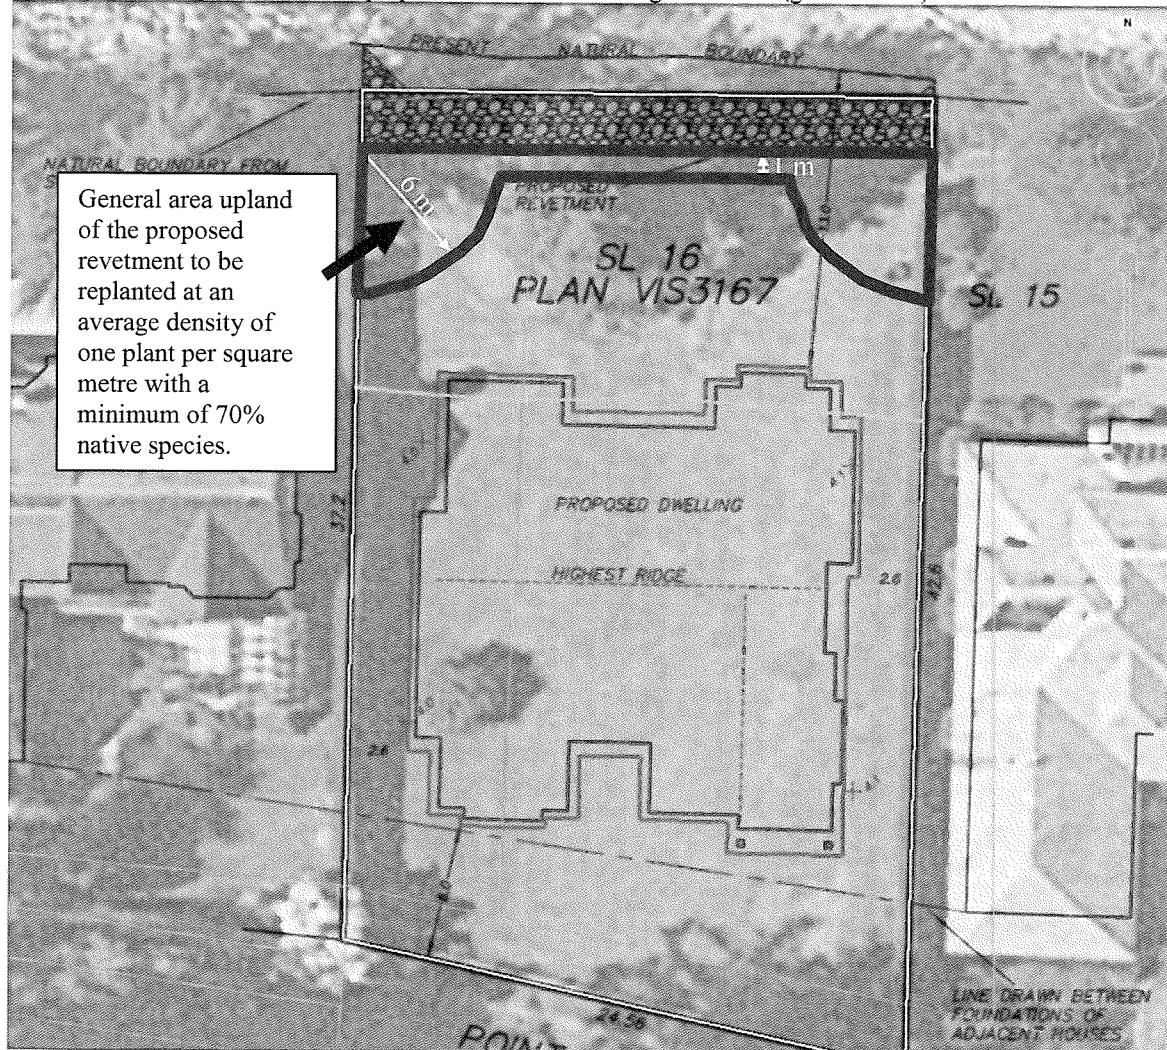 N
PRESENT NATURAL BOUNDARY
NATURAL BOUNDARY FROM
1 m
6 m
PROPOSED
REVETMENT
General area upland
of the proposed
revetment to be
replanted at an
average density of
one plant per square
metre with a
minimum of 70%
native species.
SL 16
PLAN VIS3167
SL 15
PROPOSED DWELLING
HIGHEST RIDGE
37.2
2.6
42.6
2.6
24.56
LINE DRAWN BETWEEN
FOUNDATIONS OF
ADJACENT HOUSES